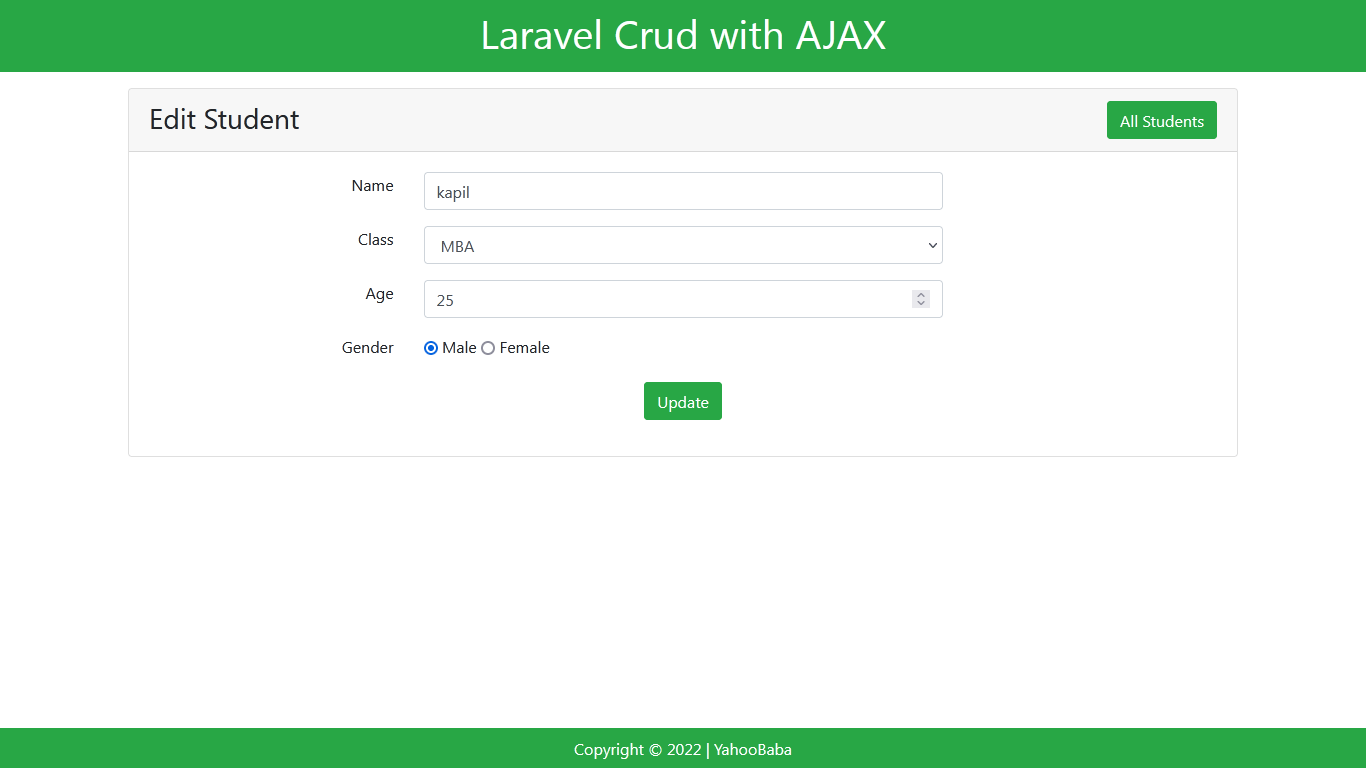 Laravel Crud with AJAX
Edit Student
All Students
Name
kapil
Class
MBA
Age
25
Gender
Male Female
Update
Copyright © 2022 | YahooBaba